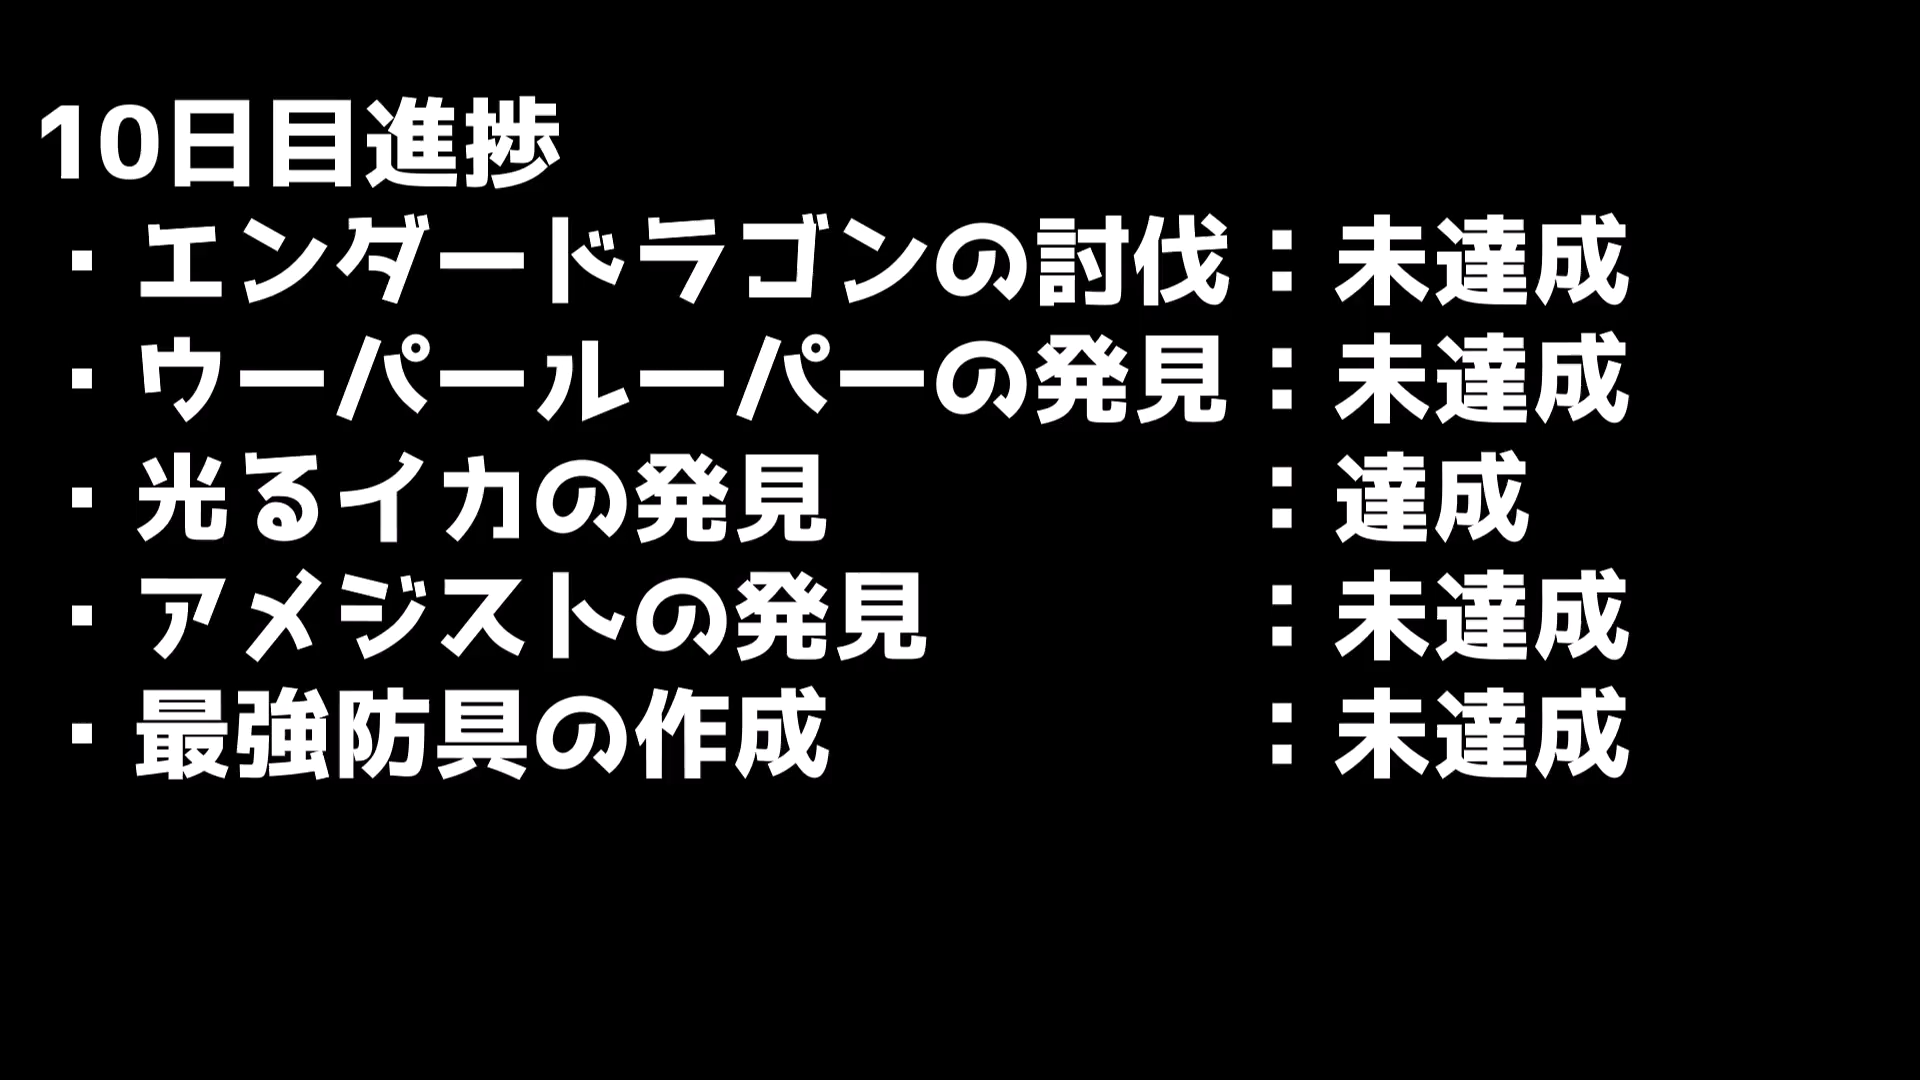 10日目進捗
・エンダードラゴンの討伐：未達成
・ウーパールーパーの発見：未達成
・光るイカの発見　　　　：達成
・アメジストの発見　　　：未達成
・最強防具の作成　　　　：未達成